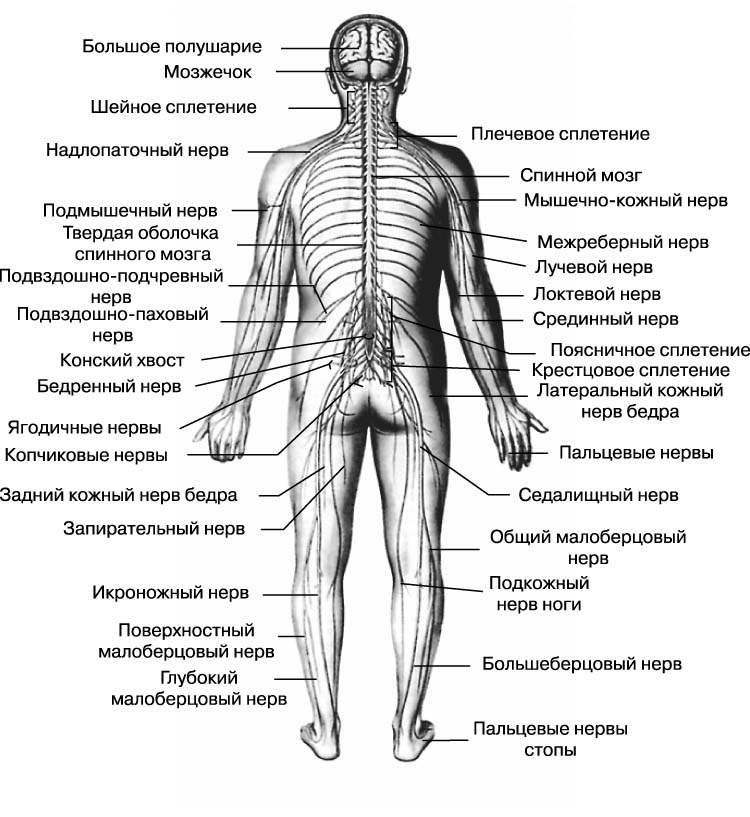 Большое полушарие
Мозжечок
Шейное сплетение
Надлопаточный нерв
Подмышечный нерв
Твердая оболочка
спинного мозга
Подвздошно-подчревный
нерв
Подвздошно-паховый
нерв
Конский хвост
Бедренный нерв
Ягодичные нервы
Копчиковые нервы
Задний кожный нерв бедра
Запирательный нерв
Икроножный нерв
Поверхностный
малоберцовый нерв
Глубокий
малоберцовый нерв
Плечевое сплетение
Спинной мозг
Мышечно-кожный нерв
Межреберный нерв
Лучевой нерв
Локтевой нерв
Срединный нерв
Поясничное сплетение
Крестцовое сплетение
Латеральный кожный
нерв бедра
Пальцевые нервы
Седалищный нерв
Общий малоберцовый
нерв
Подкожный
нерв ноги
Большеберцовый нерв
Пальцевые нервы
стопы